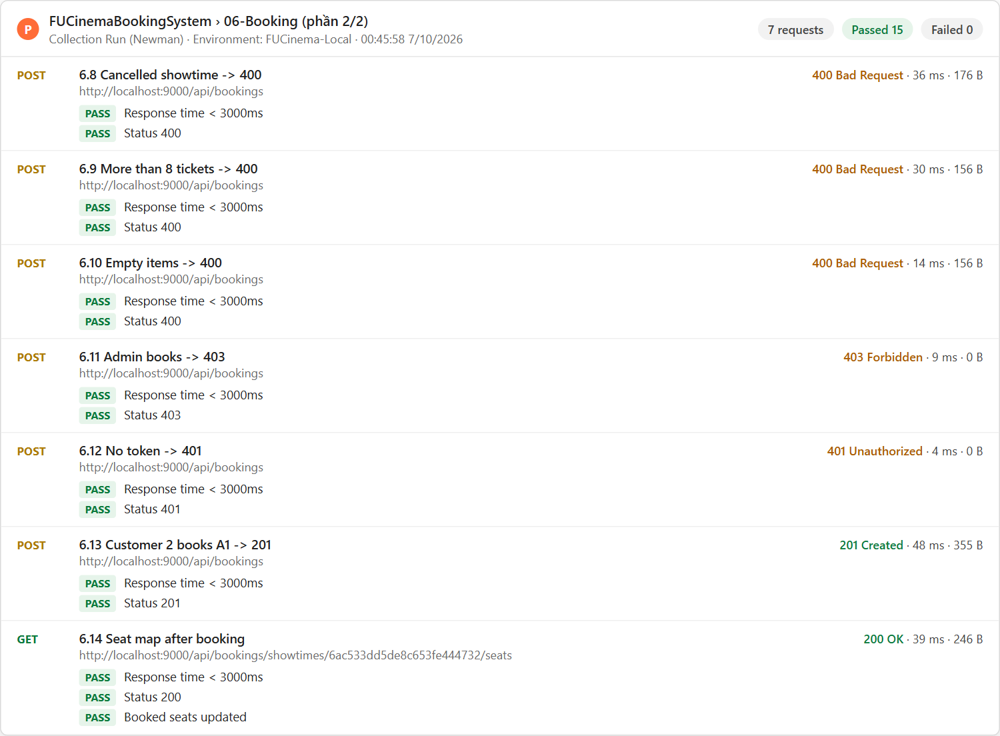 P
FUCinemaBookingSystem › 06-Booking (phần 2/2)
Collection Run (Newman) · Environment: FUCinema-Local · 00:45:58 7/10/2026
7 requests
Passed 15
Failed 0
POST
6.8 Cancelled showtime -> 400
400 Bad Request · 36 ms · 176 B
http://localhost:9000/api/bookings
PASS Response time < 3000ms
PASS Status 400
POST
6.9 More than 8 tickets -> 400
400 Bad Request · 30 ms · 156 B
http://localhost:9000/api/bookings
PASS Response time < 3000ms
PASS Status 400
POST
6.10 Empty items -> 400
400 Bad Request · 14 ms · 156 B
http://localhost:9000/api/bookings
PASS Response time < 3000ms
PASS Status 400
POST
6.11 Admin books -> 403
403 Forbidden · 9 ms · 0 B
http://localhost:9000/api/bookings
PASS Response time < 3000ms
PASS Status 403
POST
6.12 No token -> 401
401 Unauthorized · 4 ms · 0 B
http://localhost:9000/api/bookings
PASS Response time < 3000ms
PASS Status 401
POST
6.13 Customer 2 books A1 -> 201
201 Created · 48 ms · 355 B
http://localhost:9000/api/bookings
PASS Response time < 3000ms
PASS Status 201
GET
6.14 Seat map after booking
200 OK · 39 ms · 246 B
http://localhost:9000/api/bookings/showtimes/6ac533dd5de8c653fe444732/seats
PASS Response time < 3000ms
PASS Status 200
PASS Booked seats updated